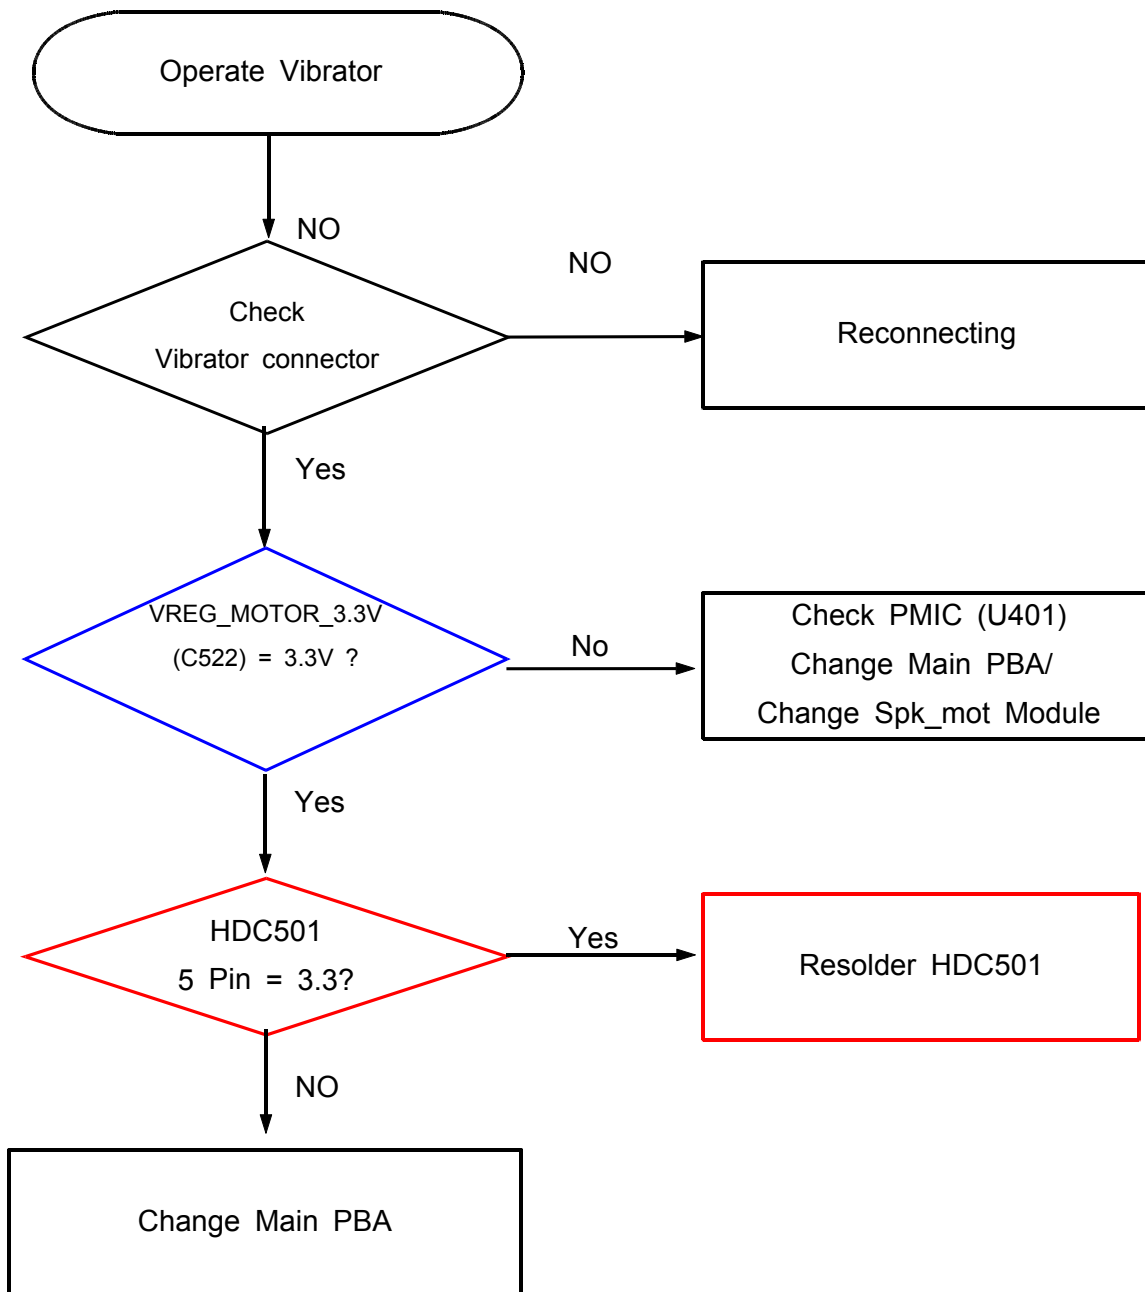 Operate Vibrator
NO
Check
Vibrator connector
NO
Reconnecting
Yes
VREG_MOTOR_3.3V
(C522) = 3.3V ?
No
Check PMIC (U401)
Change Main PBA/
Change Spk_mot Module
Yes
HDC501
5 Pin = 3.3?
Yes
Resolder HDC501
NO
Change Main PBA